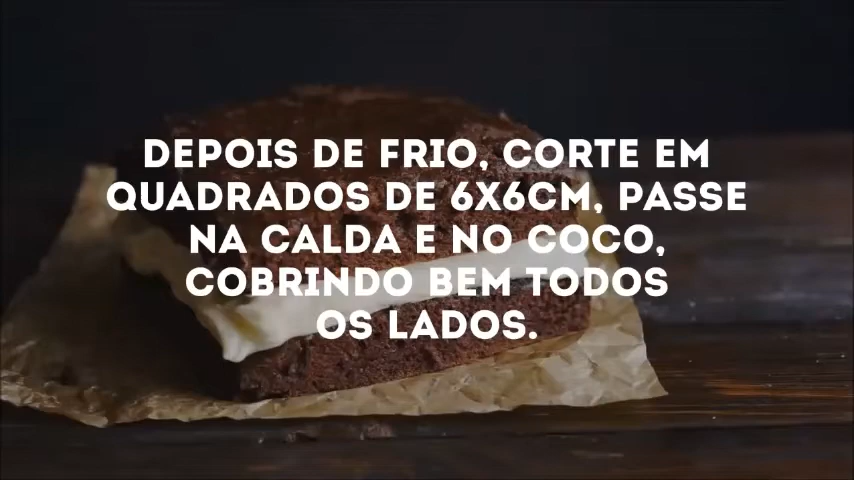 DEPOIS DE FRIO, CORTE EM
QUADRADOS DE 6X6CM, PASSE
NA CALDA E NO COCO,
COBRINDO BEM TODOS
OS LADOS.